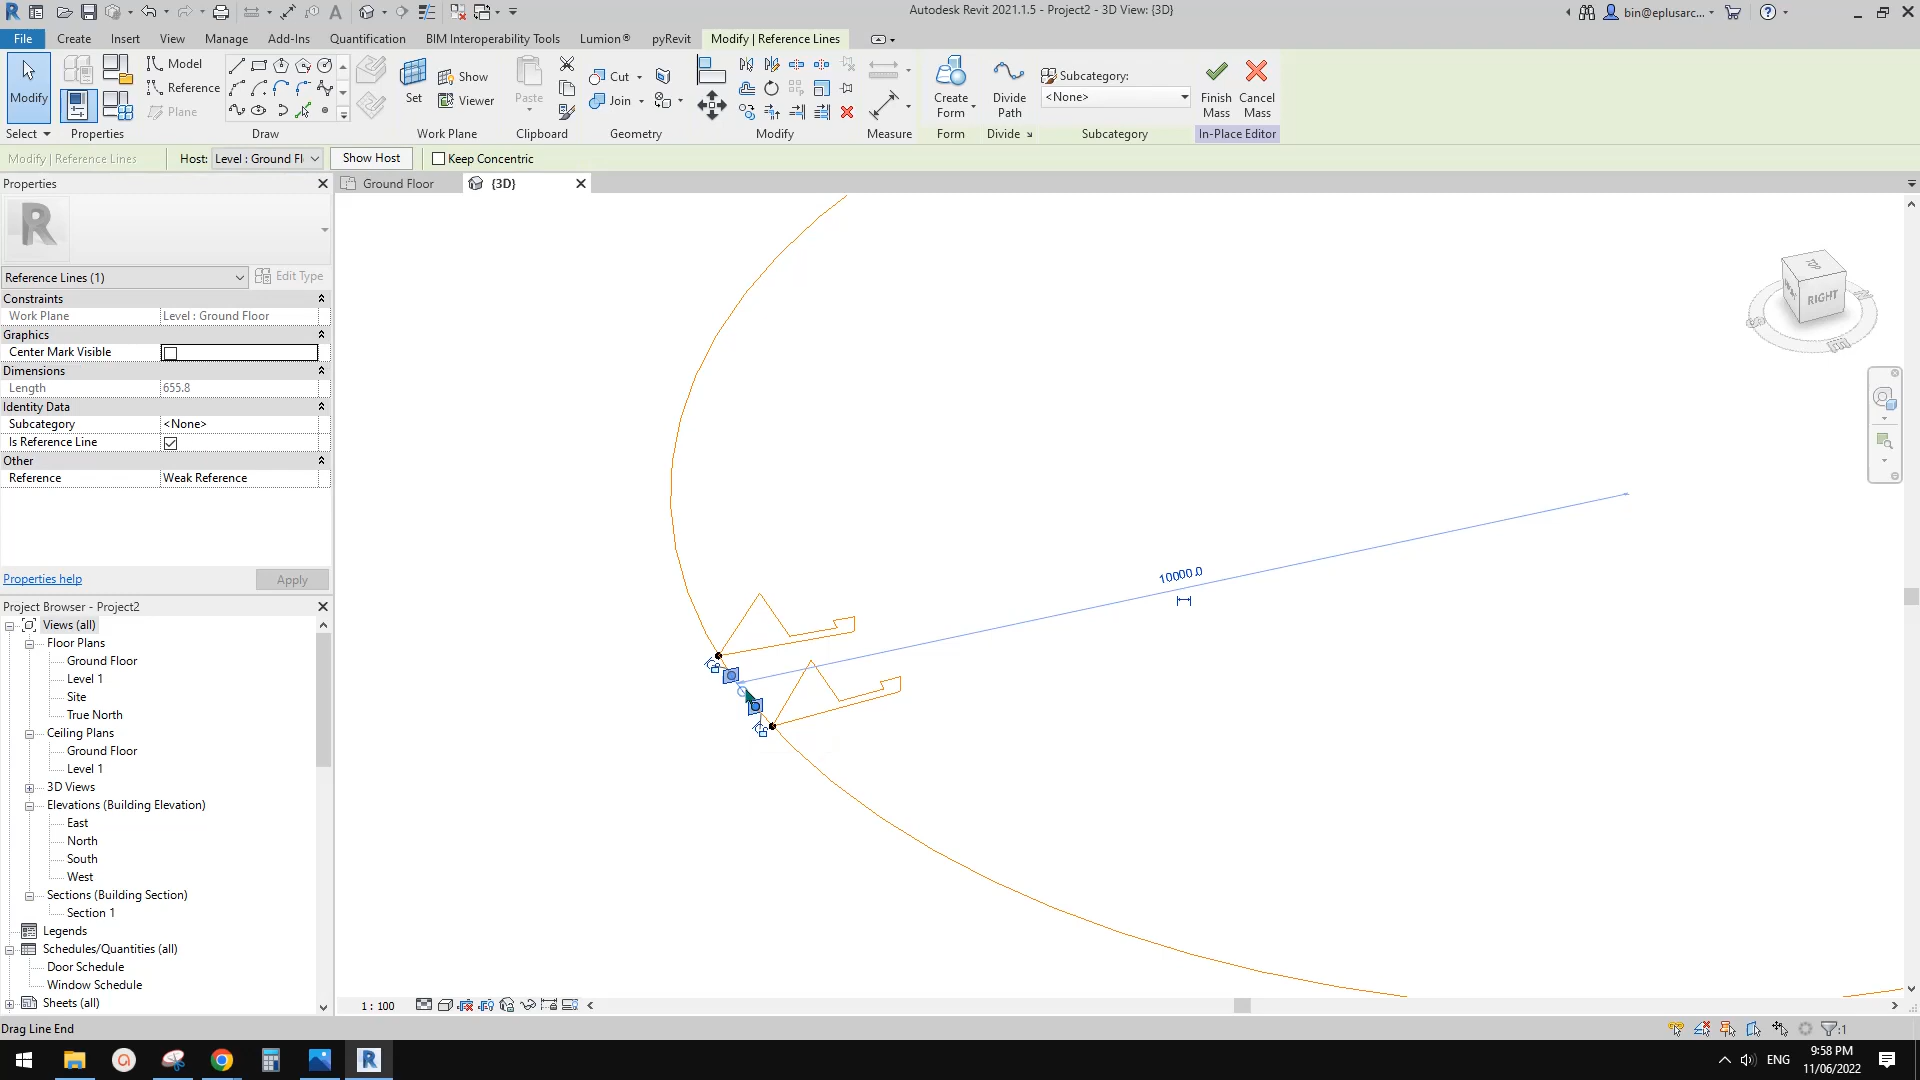 Autodesk Revit 2021.1.5 - Project2 - 3D View: {3D}
bin@eplusarc...
File Create Insert View Manage Add-Ins Quantification BIM Interoperability Tools Lumion® pyRevit Modify | Reference Lines
Modify
Select
Properties
Model
Reference
Plane
Draw
Set
Show
Viewer
Work Plane
Paste
Clipboard
Cut
Join
Geometry
Modify
Measure
Create
Form
Form
Divide
Path
Divide
Subcategory:
<None>
Subcategory
Finish
Mass
Cancel
Mass
In-Place Editor
Modify | Reference Lines
Host: Level : Ground Fl
Show Host
Keep Concentric
Properties
Ground Floor
{3D}
R
Reference Lines (1)
Edit Type
Constraints
Work Plane Level : Ground Floor
Graphics
Center Mark Visible
Dimensions
Length 655.8
Identity Data
Subcategory <None>
Is Reference Line
Other
Reference Weak Reference
Properties help
Apply
Project Browser - Project2
Views (all)
Floor Plans
Ground Floor
Level 1
Site
True North
Ceiling Plans
Ground Floor
Level 1
3D Views
Elevations (Building Elevation)
East
North
South
West
Sections (Building Section)
Section 1
Legends
Schedules/Quantities (all)
Door Schedule
Window Schedule
Sheets (all)
10000.0
TOP
RIGHT
S
E
1 : 100
Drag Line End
:1
ENG
9:58 PM
11/06/2022